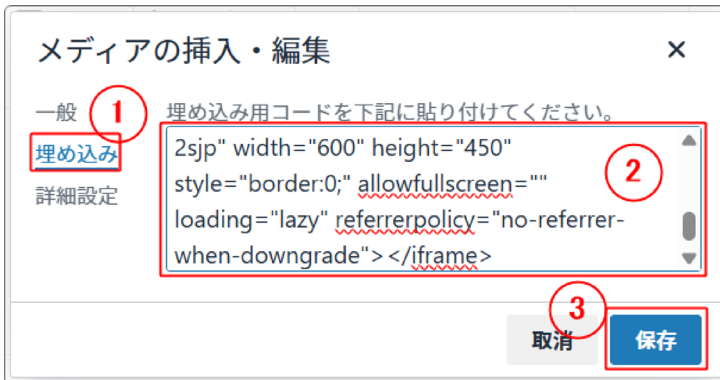 メディアの挿入・編集 ×
一般 1 埋め込み用コードを下記に貼り付けてください。
埋め込み
詳細設定
2sjp" width="600" height="450"
style="border:0;" allowfullscreen=""
loading="lazy" referrerpolicy="no-referrer-
when-downgrade"></iframe>
2
3
取消 保存